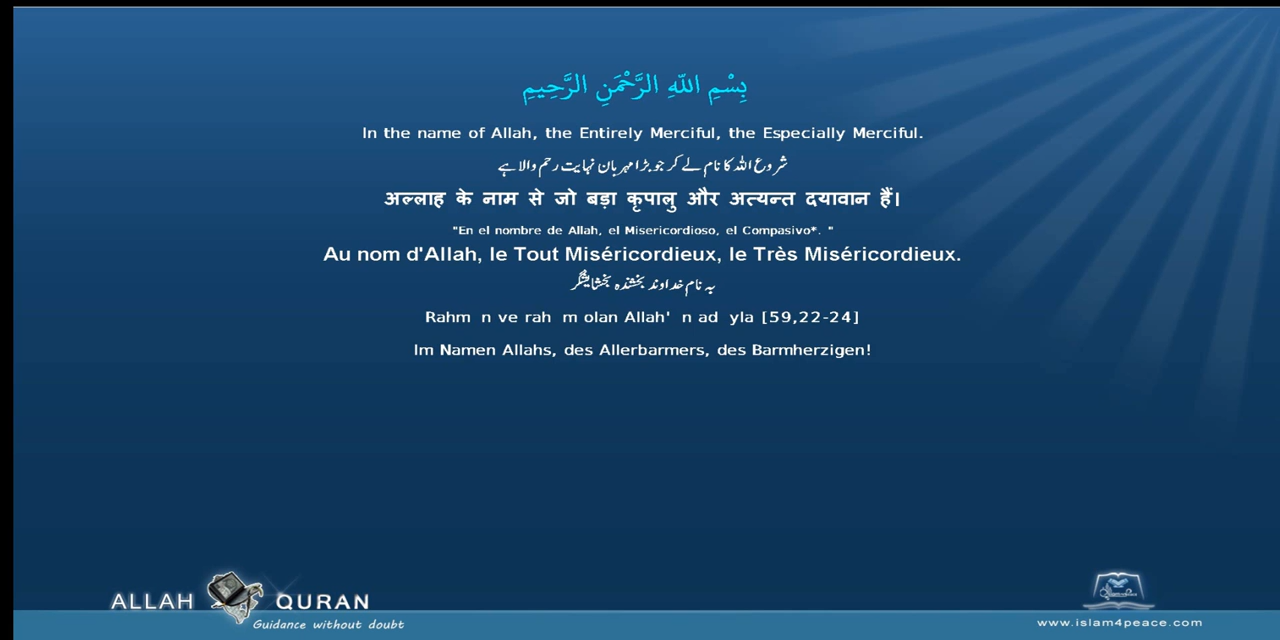 بِسْمِ اللَّهِ الرَّحْمَنِ الرَّحِيمِ
In the name of Allah, the Entirely Merciful, the Especially Merciful.
شروع الله کا نام لے کر جو بڑا مہربان نہایت رحم والا ہے
अल्लाह के नाम से जो बड़ा कृपालु और अत्यन्त दयावान हैं।
"En el nombre de Allah, el Misericordioso, el Compasivo*. "
Au nom d'Allah, le Tout Miséricordieux, le Très Miséricordieux.
به نام خداوند بخشنده بخشایشگر
Rahm n ve rah m olan Allah' n ad yla [59,22-24]
Im Namen Allahs, des Allerbarmers, des Barmherzigen!
ALLAH QURAN
Guidance without doubt
www.islam4peace.com